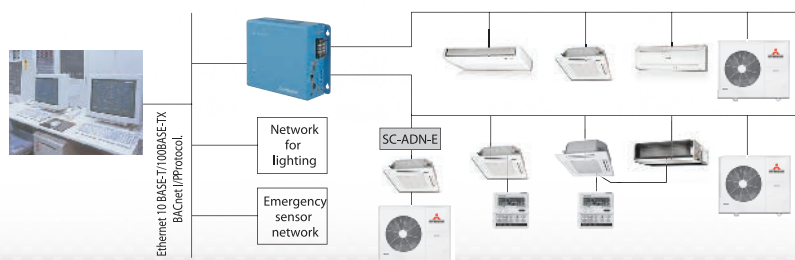 Ethernet 10 BASE-T/100BASE-TX
BACnet I/PProtocol.
Network
for
lighting
Emergency
sensor
network
SC-ADN-E